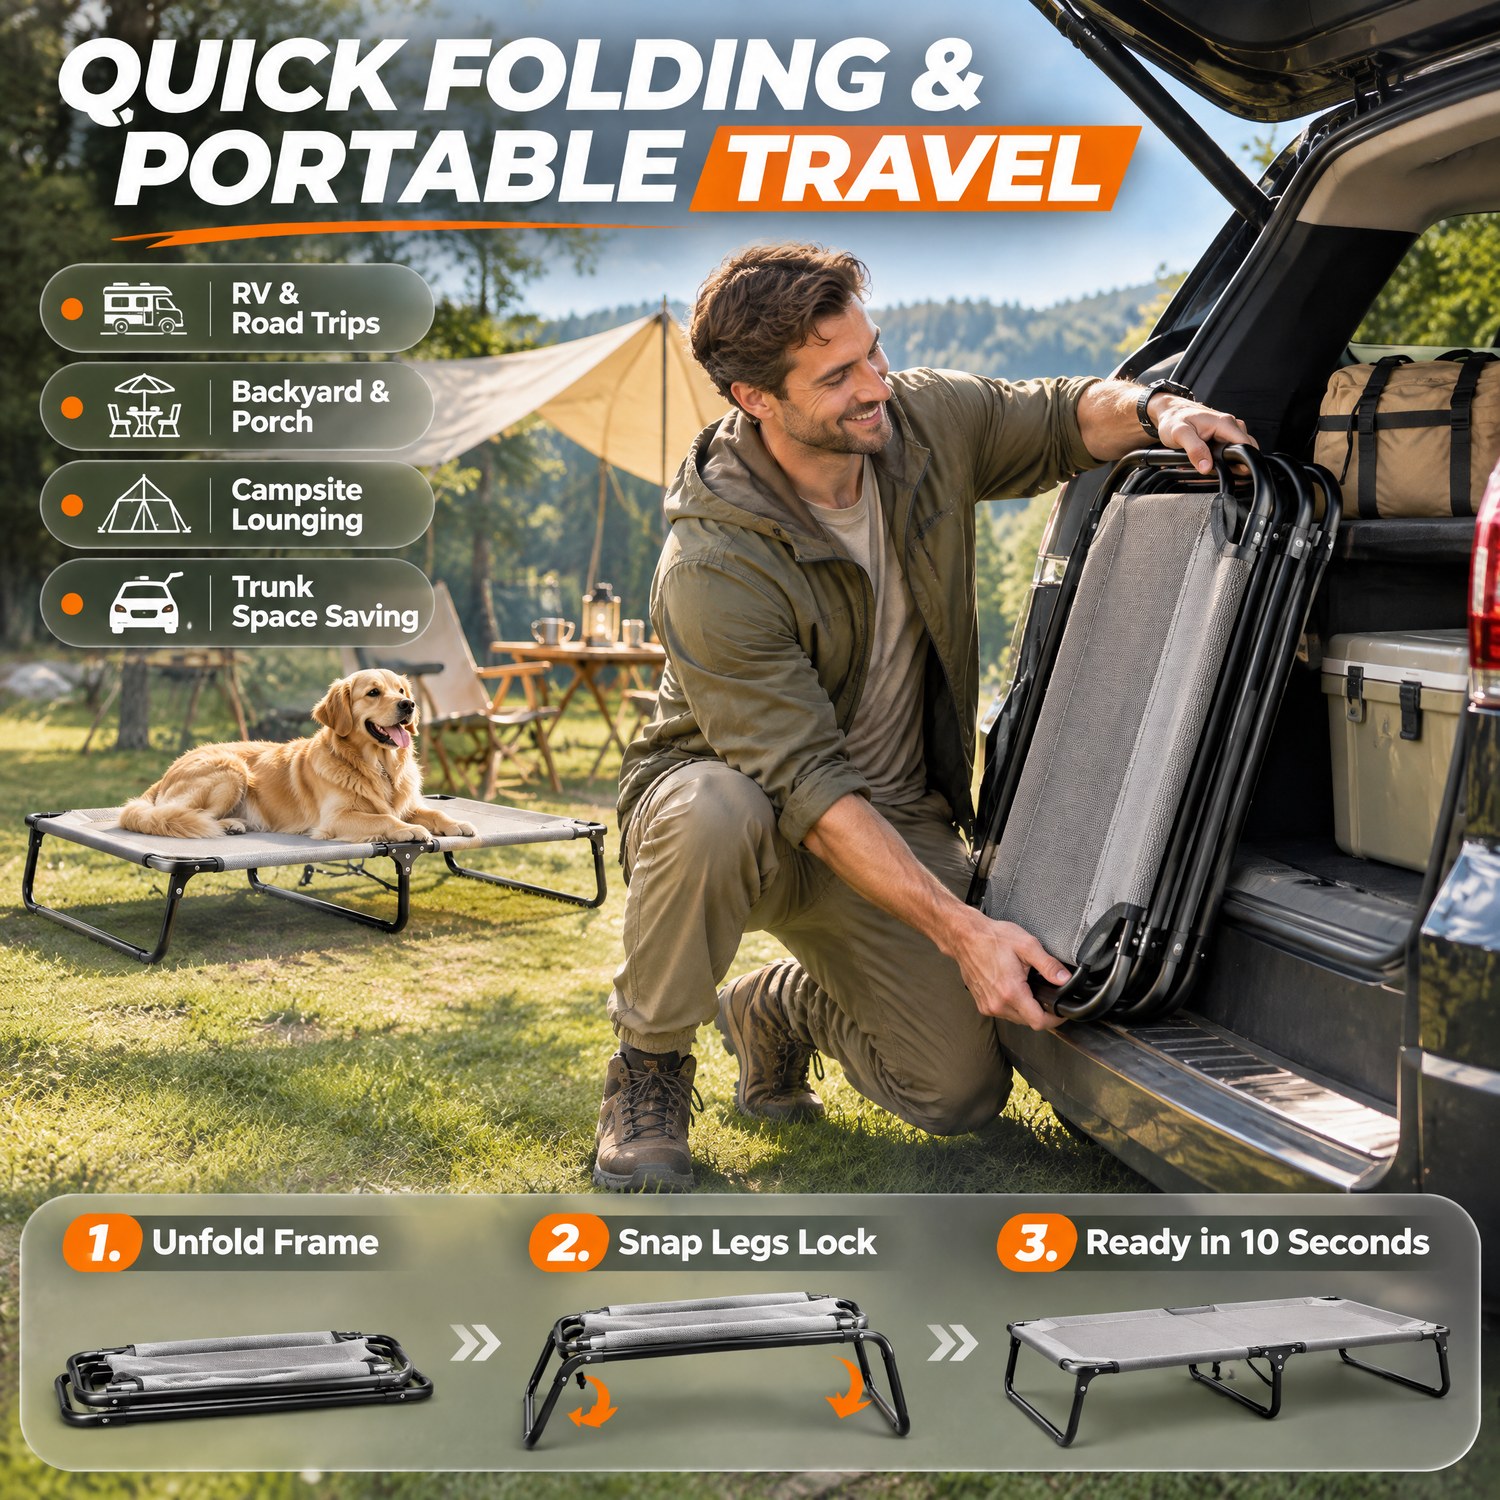 QUICK FOLDING &
PORTABLE TRAVEL
RV &
Road Trips
Backyard &
Porch
Campsite
Lounging
Trunk
Space Saving
1. Unfold Frame
2. Snap Legs Lock
3. Ready in 10 Seconds